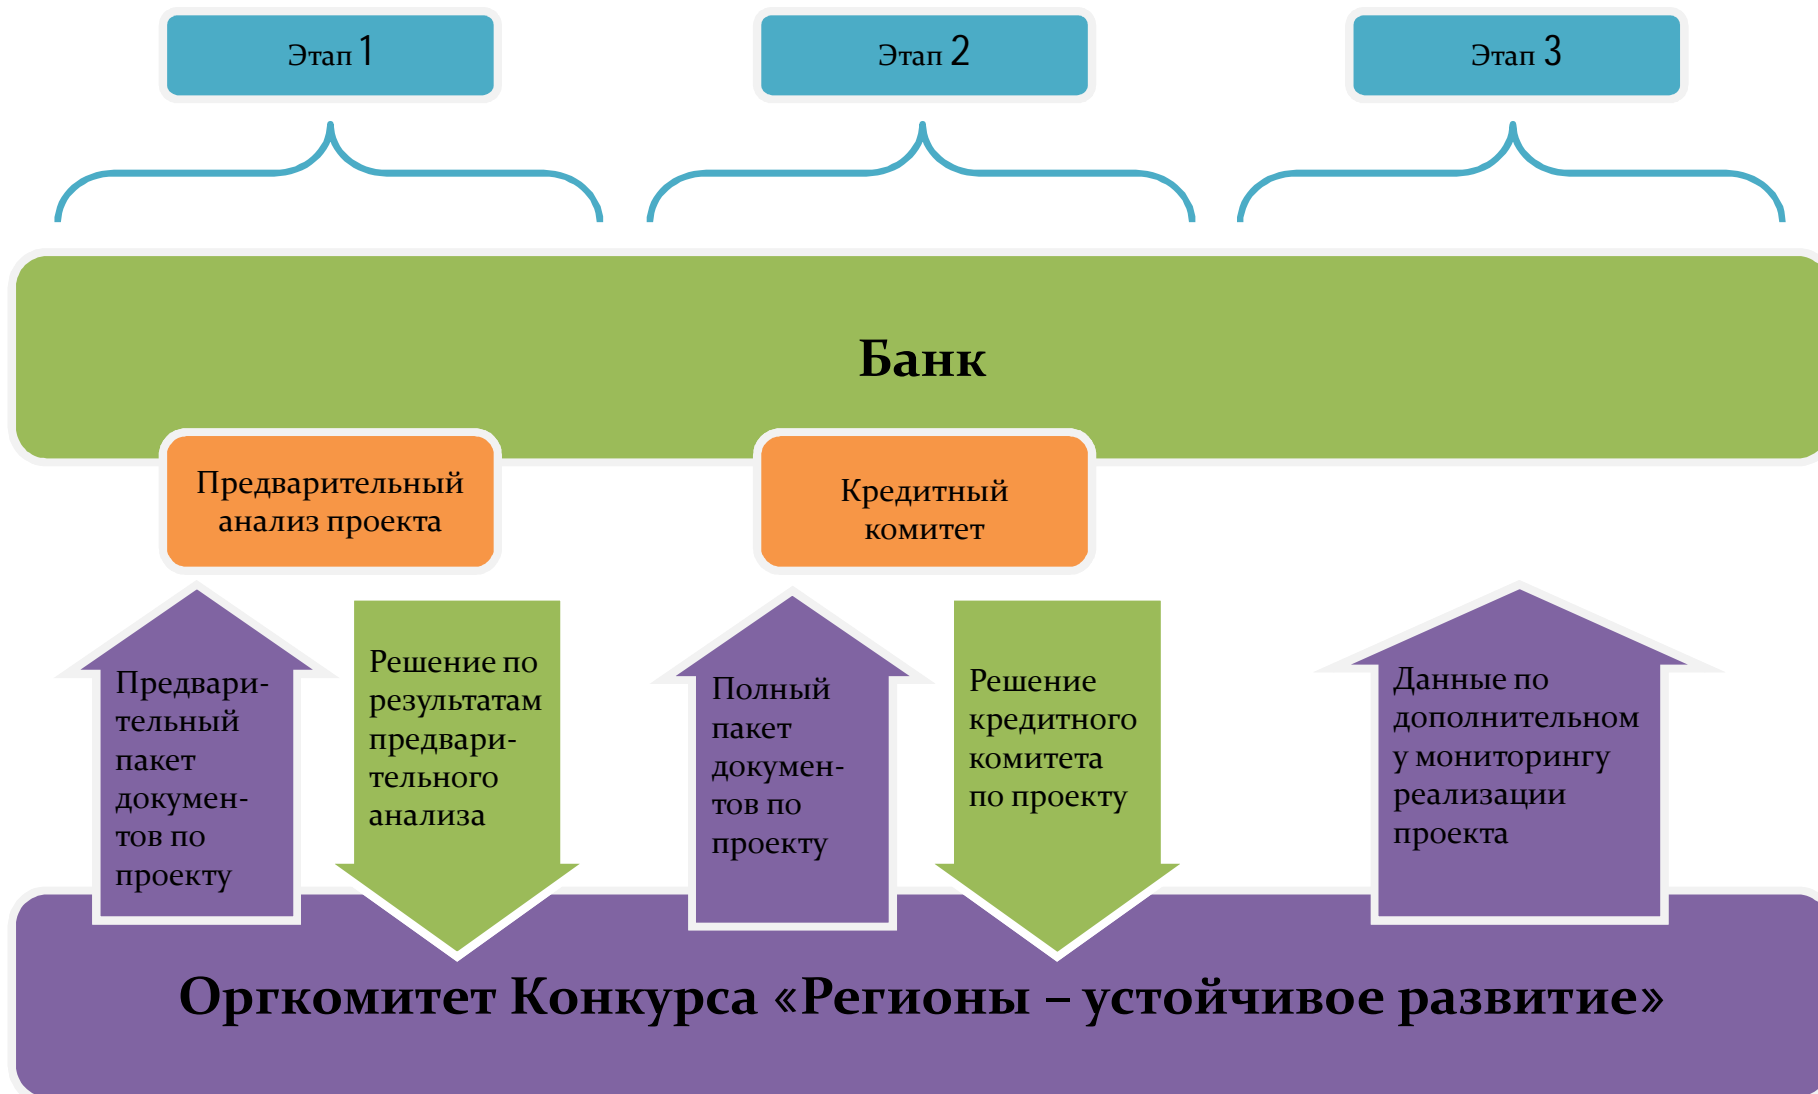 Этап 1
Этап 2
Этап 3
Банк
Предварительный
анализ проекта
Кредитный
комитет
Предвари-
тельный
пакет
докумен-
тов по
проекту
Решение по
результатам
предвари-
тельного
анализа
Полный
пакет
докумен-
тов по
проекту
Решение
кредитного
комитета
по проекту
Данные по
дополнительном
у мониторингу
реализации
проекта
Оргкомитет Конкурса «Регионы – устойчивое развитие»